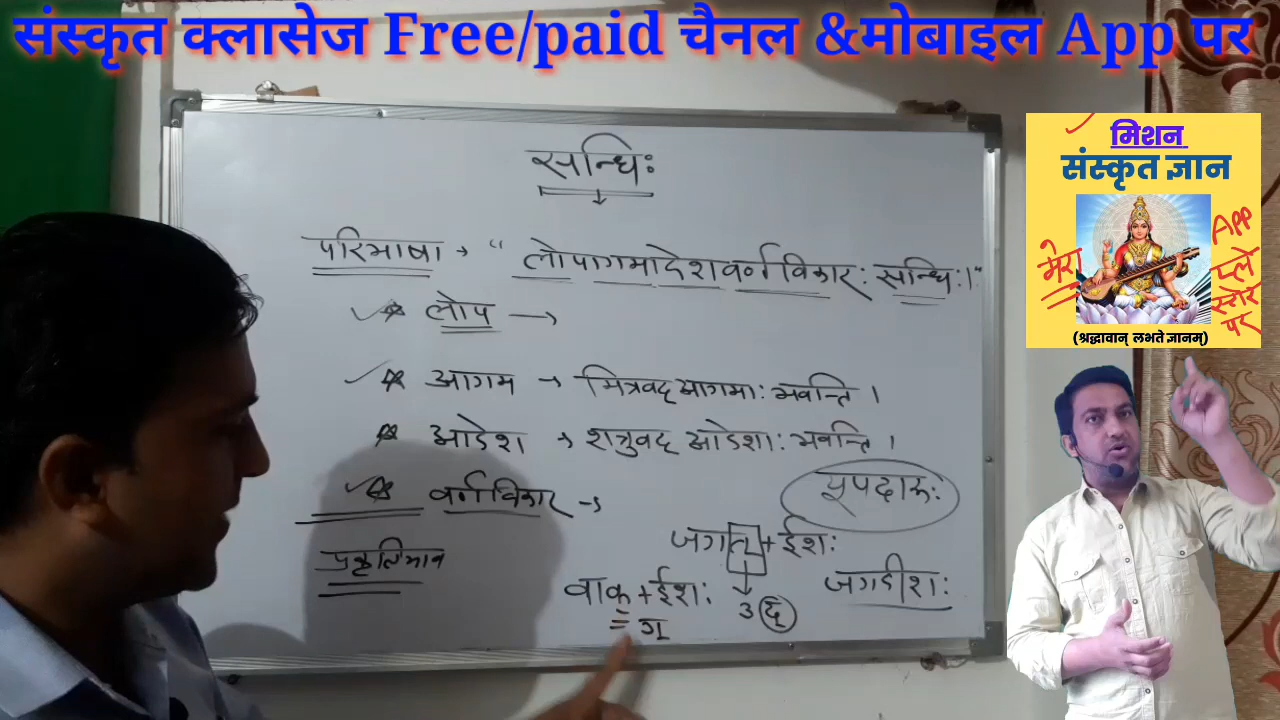 संस्कृत क्लासेज Free/paid चैनल &मोबाइल App पर
मिशन
संस्कृत ज्ञान
मेरा
App
प्ले
स्टोर
पर
(श्रद्धावान् लभते ज्ञानम्)
सन्धिः
परिभाषा → “ लोपागमादेशवर्णविकारः सन्धिः।”
लोप →
आगम → मित्रवद् आगमाः भवन्ति ।
आदेश → शत्रुवद् आदेशाः भवन्ति ।
वर्णविकार →
प्रकृतिभाव
जगत् + ईशः
3 द्
जगदीशः
वाक् + ईशः
= ग्